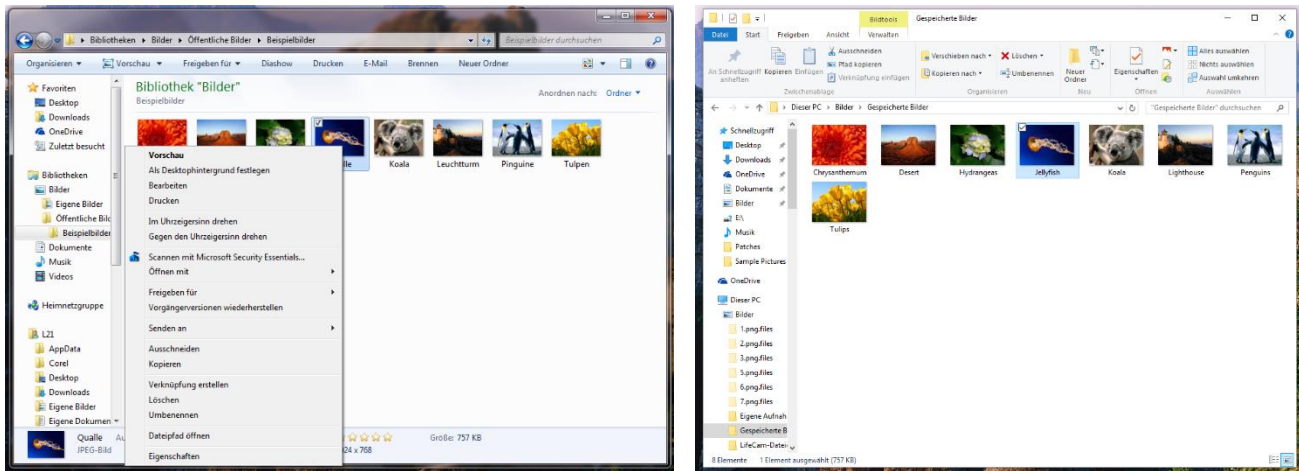 Bibliotheken ▸ Bilder ▸ Öffentliche Bilder ▸ Beispielbilder
Beispielbilder durchsuchen
Organisieren Vorschau Freigeben für Diashow Drucken E-Mail Brennen Neuer Ordner
Favoriten
Desktop
Downloads
OneDrive
Zuletzt besucht
Bibliotheken
Bilder
Eigene Bilder
Öffentliche Bild
Beispielbilder
Dokumente
Musik
Videos
Heimnetzgruppe
L21
AppData
Corel
Desktop
Downloads
Eigene Bilder
Eigene Dokumen
Bibliothek "Bilder"
Beispielbilder
Anordnen nach: Ordner
Koala Leuchtturm Pinguine Tulpen
Vorschau
Als Desktophintergrund festlegen
Bearbeiten
Drucken
Im Uhrzeigersinn drehen
Gegen den Uhrzeigersinn drehen
Scannen mit Microsoft Security Essentials...
Öffnen mit
Freigeben für
Vorgängerversionen wiederherstellen
Senden an
Ausschneiden
Kopieren
Verknüpfung erstellen
Löschen
Umbenennen
Dateipfad öffnen
Eigenschaften
Qualle
JPEG-Bild
Größe: 757 KB
24 x 768
Bildtools Gespeicherte Bilder
Datei Start Freigeben Ansicht Verwalten
An Schnellzugriff anheften
Kopieren Einfügen
Ausschneiden
Pfad kopieren
Verknüpfung einfügen
Zwischenablage
Verschieben nach Löschen
Kopieren nach Umbenennen
Organisieren
Neuer Ordner
Neu
Eigenschaften
Öffnen
Alles auswählen
Nichts auswählen
Auswahl umkehren
Auswählen
Dieser PC › Bilder › Gespeicherte Bilder
"Gespeicherte Bilder" durchsuchen
Schnellzugriff
Desktop
Downloads
OneDrive
Dokumente
Bilder
E:\
Musik
Patches
Sample Pictures
OneDrive
Dieser PC
Bilder
1.png.files
2.png.files
3.png.files
5.png.files
6.png.files
7.png.files
Eigene Aufnah
Gespeicherte B
LifeCam-Datei
Chrysanthemum Desert Hydrangeas Jellyfish Koala Lighthouse Penguins
Tulips
8 Elemente 1 Element ausgewählt (757 KB)